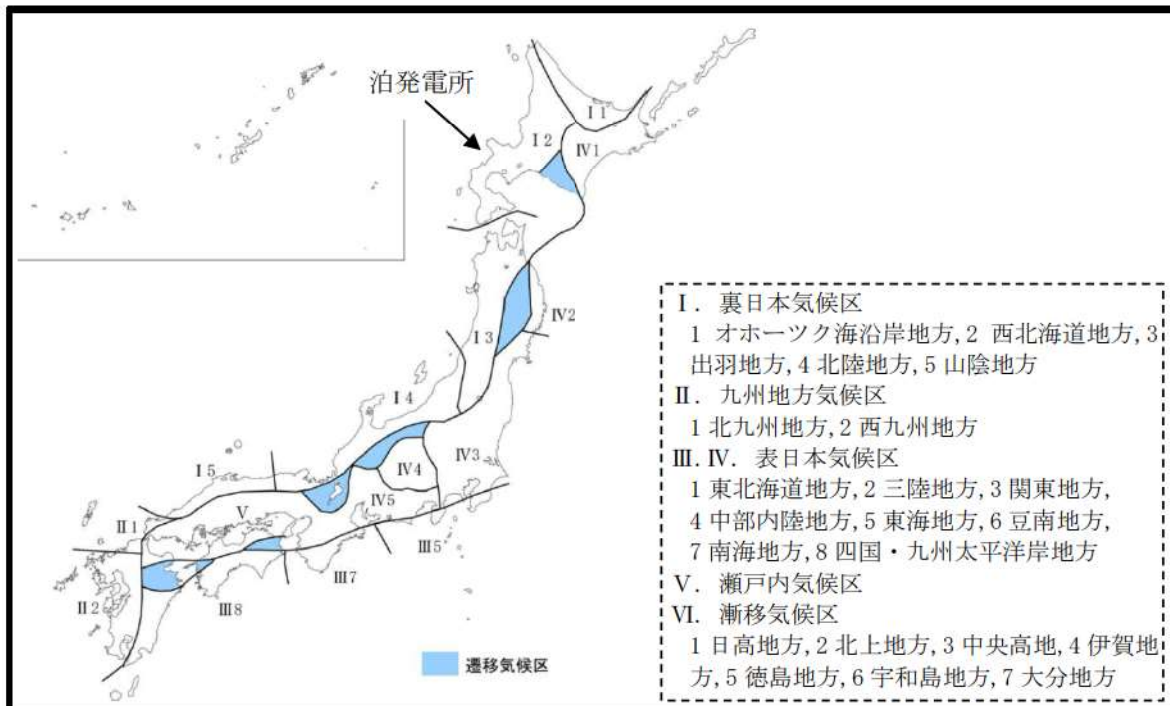 泊発電所
Ⅰ1
Ⅰ2
Ⅳ1
Ⅳ2
Ⅰ3
Ⅰ4
Ⅳ3
Ⅳ4
Ⅰ5
Ⅳ5
Ⅴ
Ⅱ1
Ⅲ5
Ⅲ7
Ⅱ2
Ⅲ8
遷移気候区
Ⅰ. 裏日本気候区
1 オホーツク海沿岸地方, 2 西北海道地方, 3
出羽地方, 4 北陸地方, 5 山陰地方
Ⅱ. 九州地方気候区
1 北九州地方, 2 西九州地方
Ⅲ. Ⅳ. 表日本気候区
1 東北海道地方, 2 三陸地方, 3 関東地方,
4 中部内陸地方, 5 東海地方, 6 豆南地方,
7 南海地方, 8 四国・九州太平洋岸地方
Ⅴ. 瀬戸内気候区
Ⅵ. 漸移気候区
1 日高地方, 2 北上地方, 3 中央高地, 4 伊賀地
方, 5 徳島地方, 6 宇和島地方, 7 大分地方